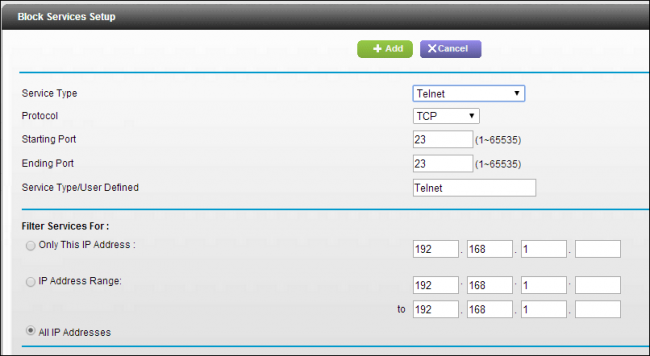 Block Services Setup
+ Add X Cancel
Service Type Telnet
Protocol TCP
Starting Port 23 (1~65535)
Ending Port 23 (1~65535)
Service Type/User Defined Telnet
Filter Services For :
Only This IP Address : 192 . 168 . 1 .
IP Address Range: 192 . 168 . 1 .
to 192 . 168 . 1 .
All IP Addresses